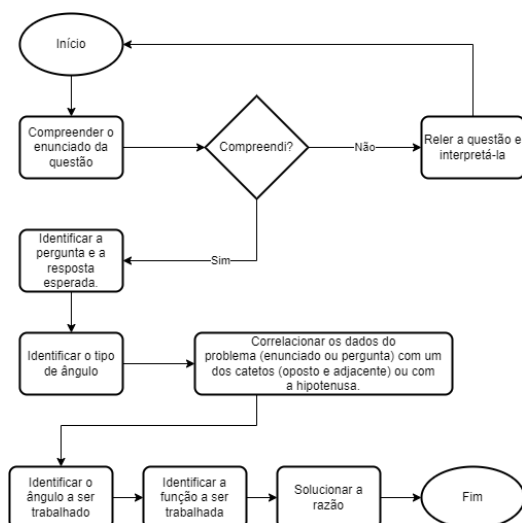 Início
Compreender o
enunciado da
questão
Compreendi?
Não
Reler a questão e
interpretá-la
Sim
Identificar a
pergunta e a
resposta
esperada.
Identificar o tipo
de ângulo
Correlacionar os dados do
problema (enunciado ou pergunta) com um
dos catetos (oposto e adjacente) ou com
a hipotenusa.
Identificar o
ângulo a ser
trabalhado
Identificar a
função a ser
trabalhada
Solucionar a
razão
Fim